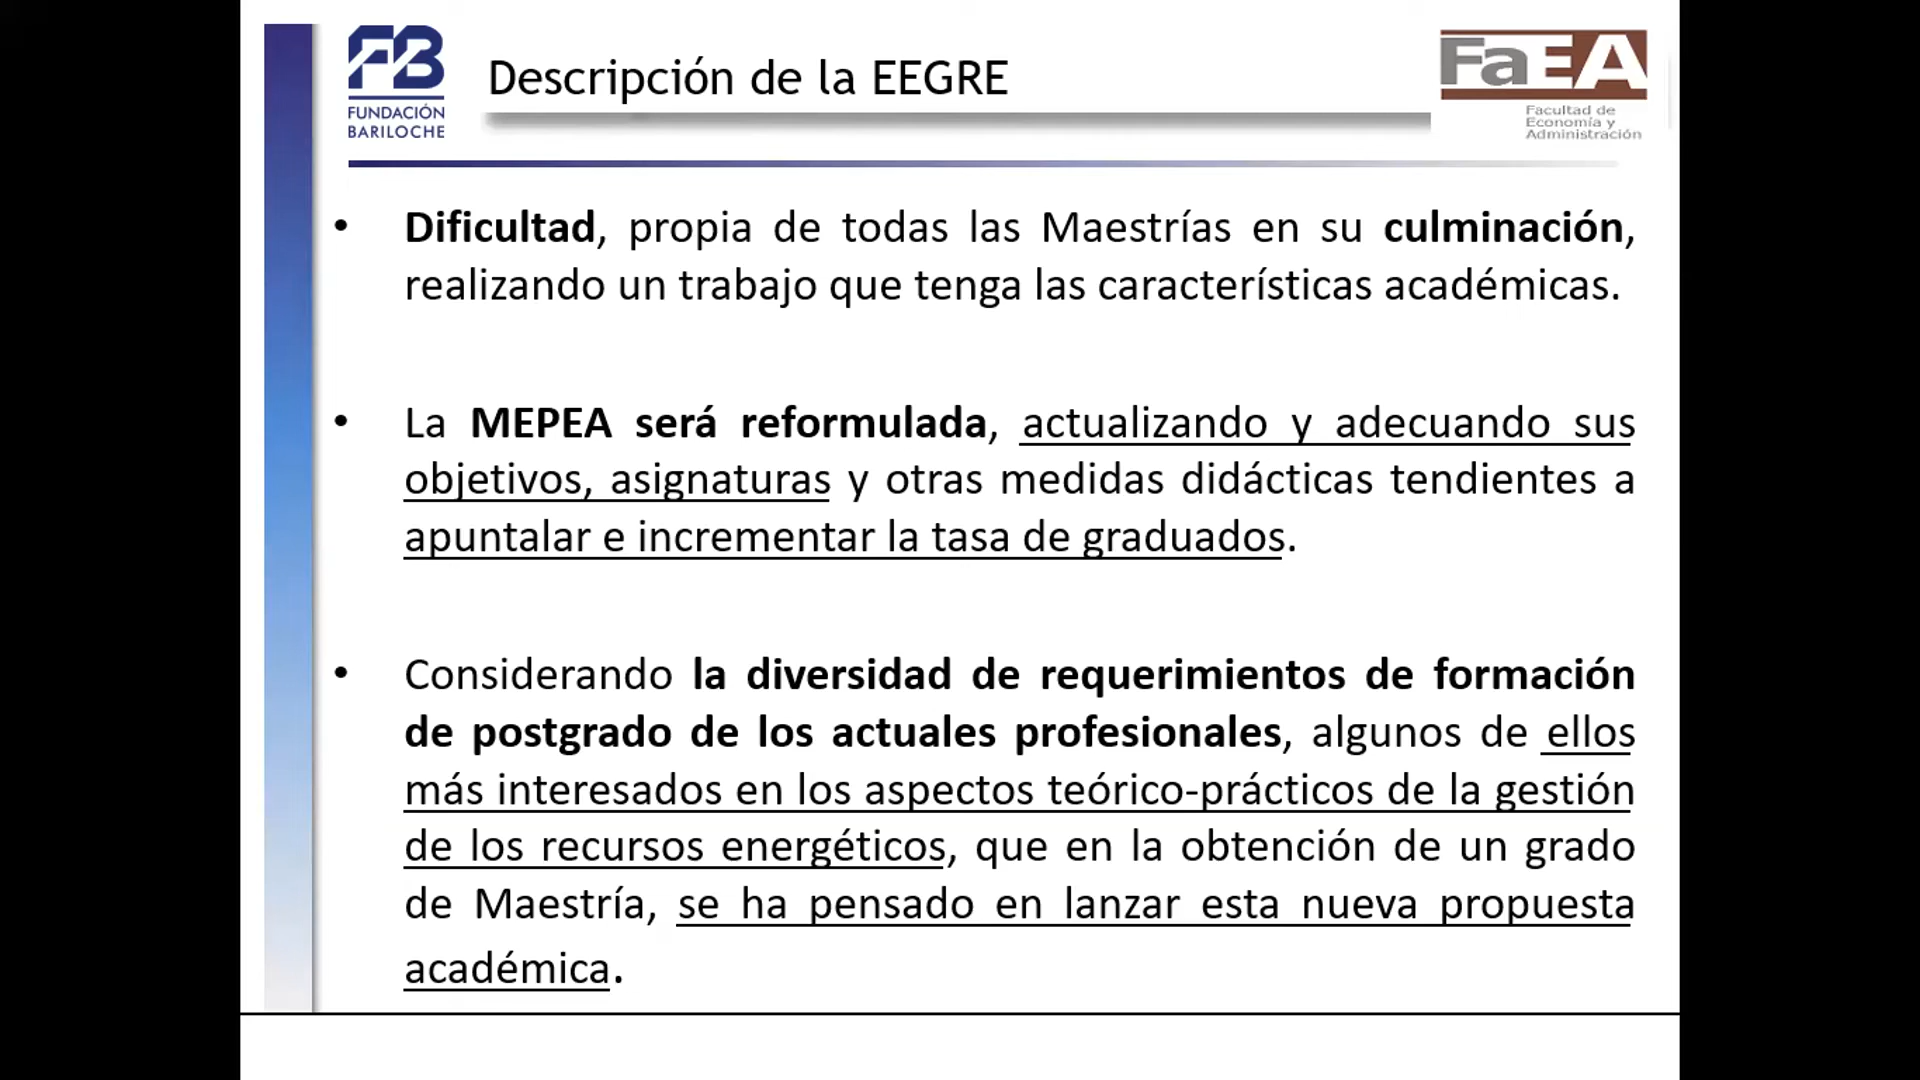 FB
FUNDACIÓN
BARILOCHE
Descripción de la EEGRE
FaEA
Facultad de
Economía y
Administración
• Dificultad, propia de todas las Maestrías en su culminación,
realizando un trabajo que tenga las características académicas.
• La MEPEA será reformulada, actualizando y adecuando sus
objetivos, asignaturas y otras medidas didácticas tendientes a
apuntalar e incrementar la tasa de graduados.
• Considerando la diversidad de requerimientos de formación
de postgrado de los actuales profesionales, algunos de ellos
más interesados en los aspectos teórico-prácticos de la gestión
de los recursos energéticos, que en la obtención de un grado
de Maestría, se ha pensado en lanzar esta nueva propuesta
académica.